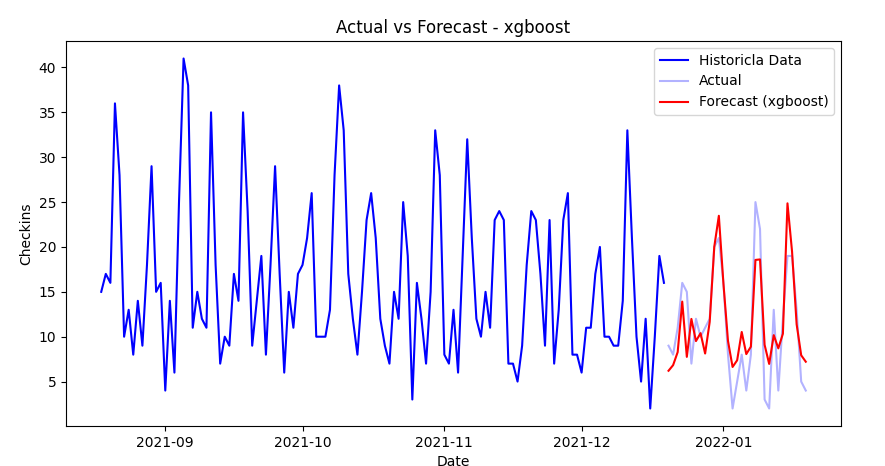 Actual vs Forecast - xgboost
Historicla Data
Actual
Forecast (xgboost)
Checkins
40
35
30
25
20
15
10
5
2021-09
2021-10
2021-11
2021-12
2022-01
Date